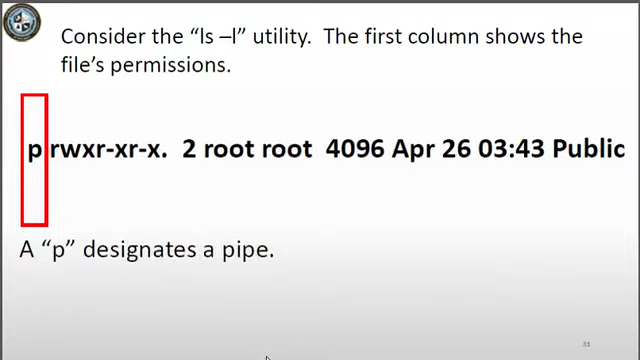 Consider the “ls –l” utility.  The first column shows the
file’s permissions.
prwxr-xr-x.  2 root root  4096 Apr 26 03:43 Public
A “p” designates a pipe.
31